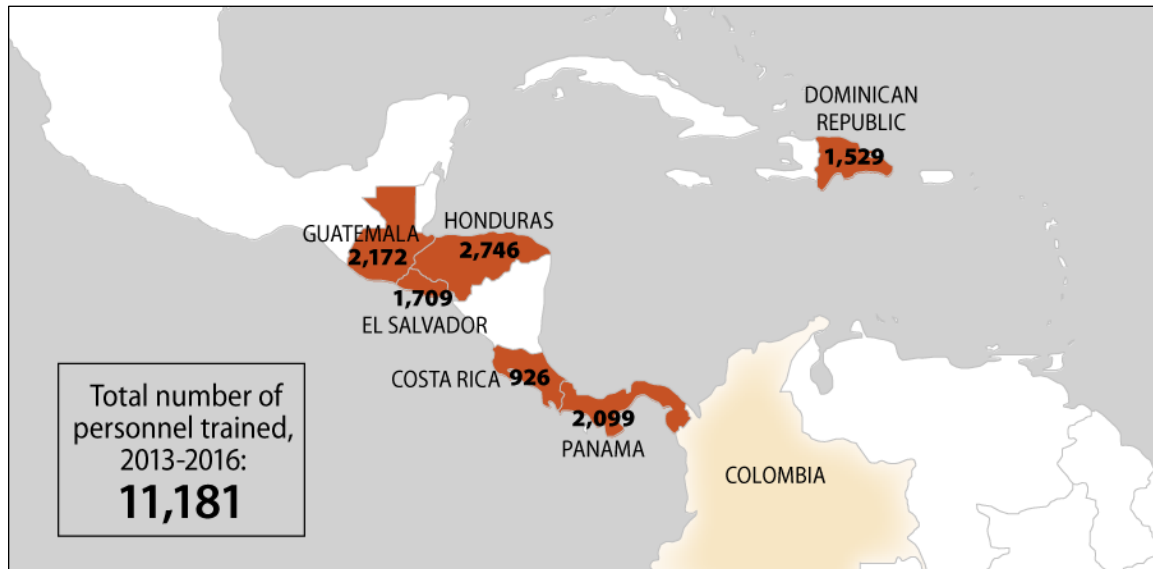 DOMINICAN
REPUBLIC
1,529
HONDURAS
2,746
GUATEMALA
2,172
1,709
EL SALVADOR
COSTA RICA
926
2,099
PANAMA
COLOMBIA
Total number of
personnel trained,
2013-2016:
11,181